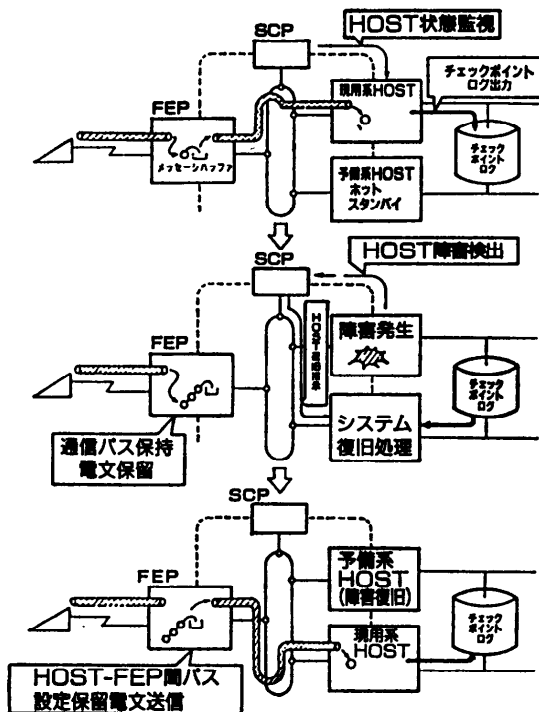 SCP
HOST状態監視
FEP
メッセージバッファ
現用系HOST
チェックポイント
ログ出力
チェック
ポイント
ログ
予備系HOST
ホット
スタンバイ
SCP
HOST障害検出
FEP
障害発生
チェック
ポイント
ログ
通信パス保持
電文保留
システム
復旧処理
SCP
FEP
予備系
HOST
(障害復旧)
現用系
HOST
チェック
ポイント
ログ
HOST-FEP間パス
設定保留電文送信